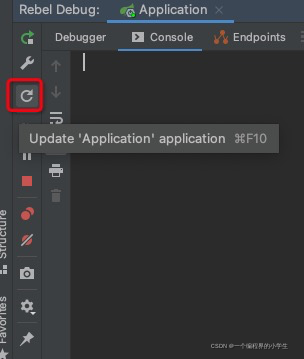 Rebel Debug: Application
Debugger Console Endpoints
Update 'Application' application ⌘F10
Structure
Favorites
CSDN @一个编程界的小学生